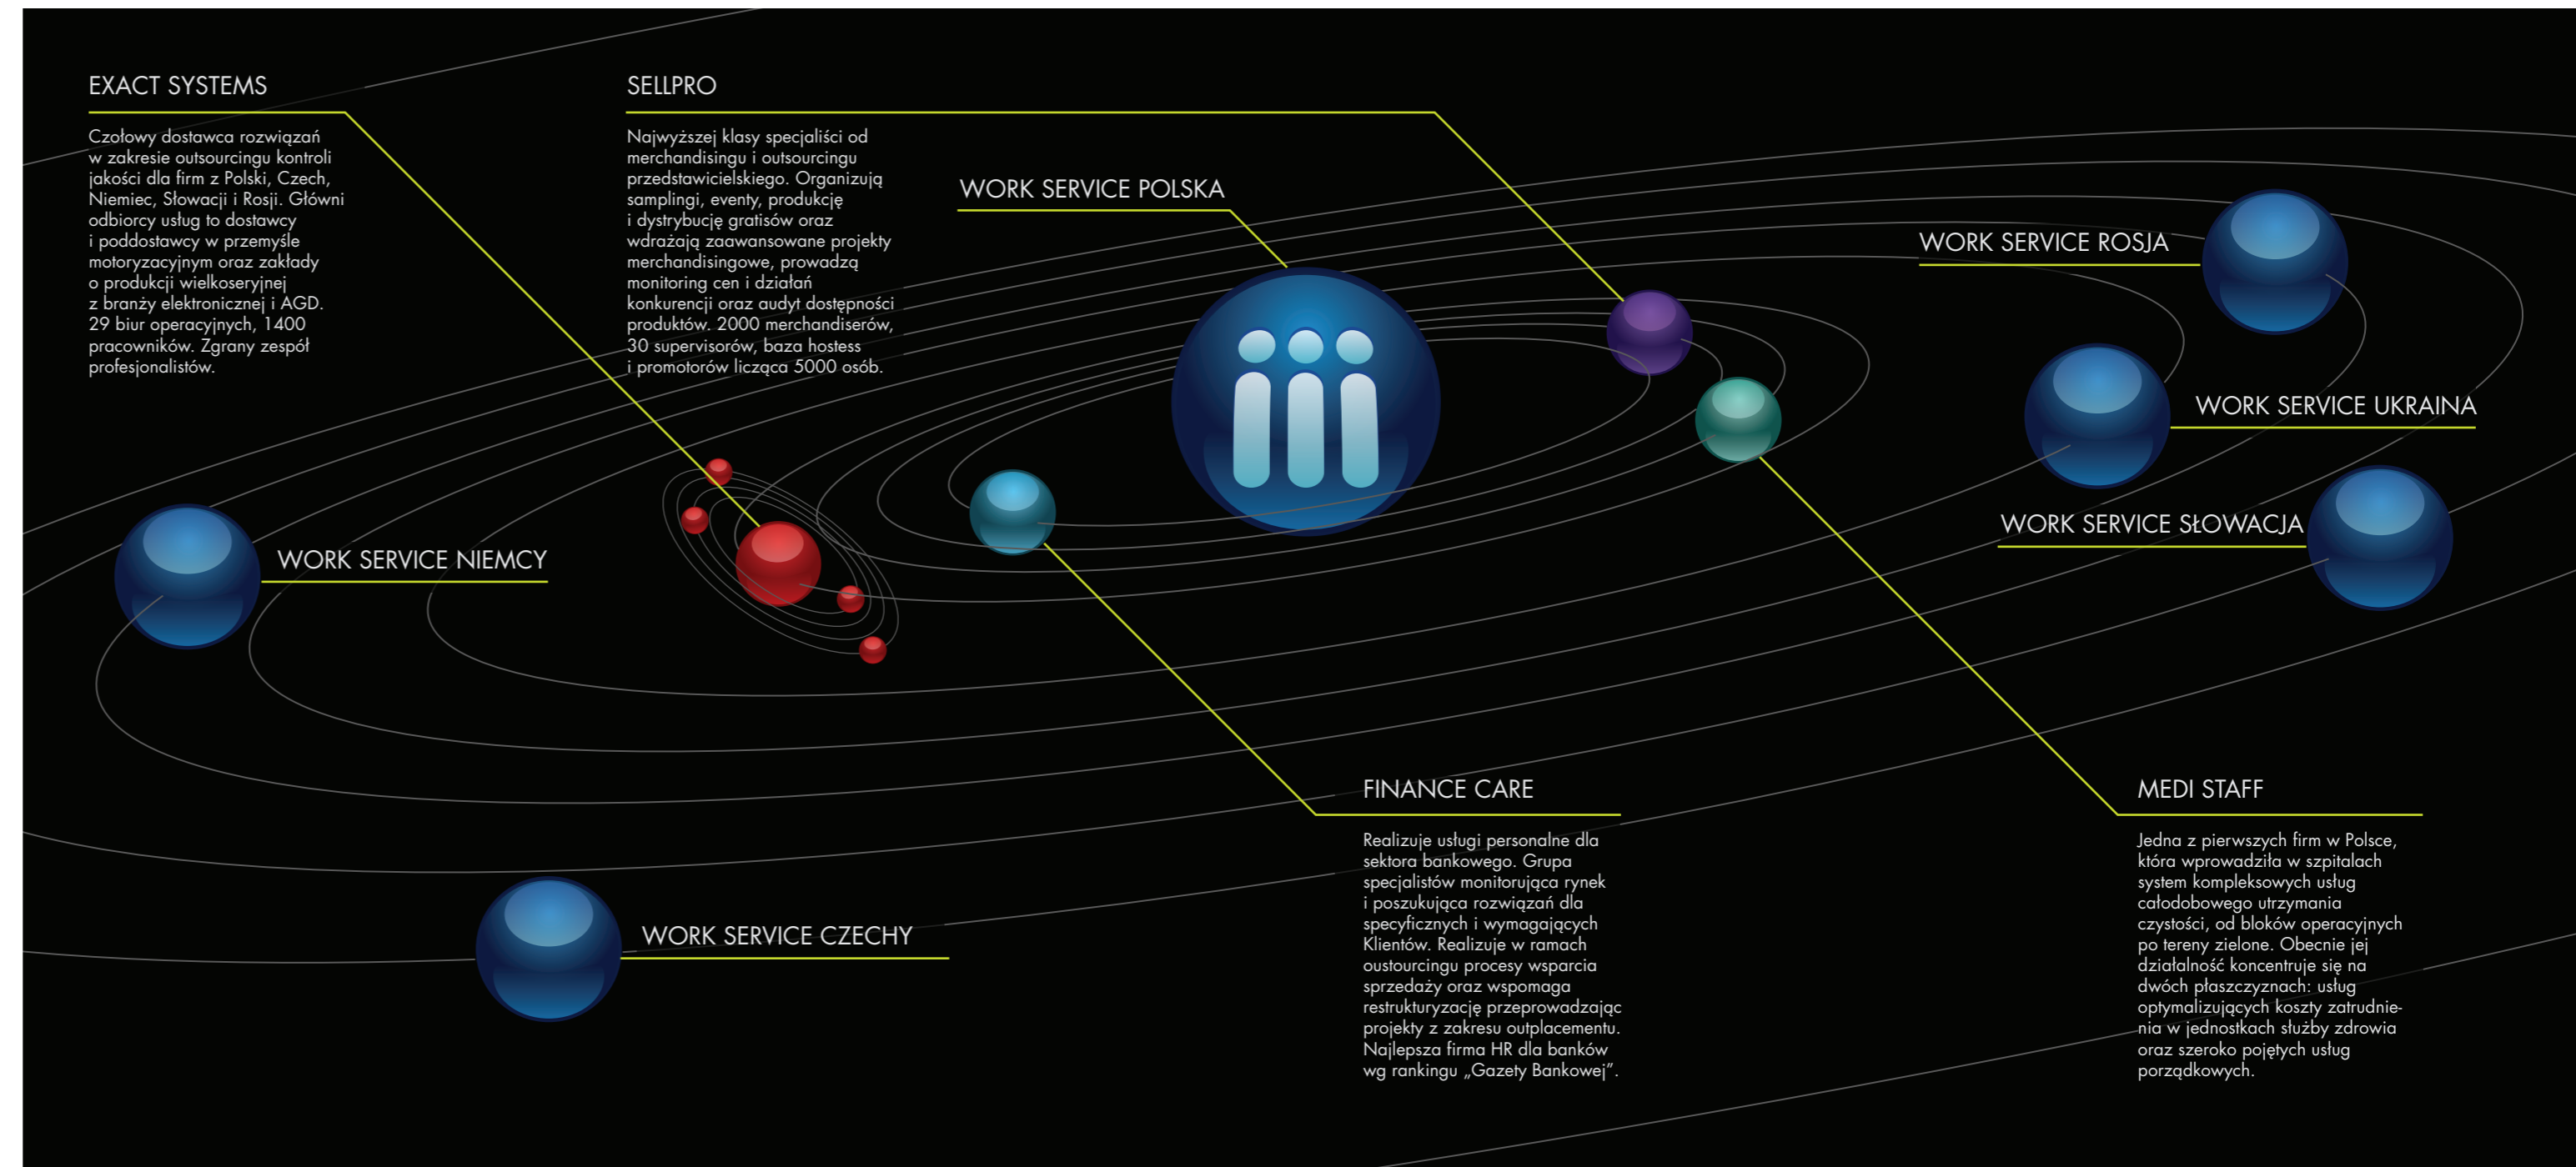 EXACT SYSTEMS
Czołowy dostawca rozwiązań
w zakresie outsourcingu kontroli
jakości dla firm z Polski, Czech,
Niemiec, Słowacji i Rosji. Główni
odbiorcy usług to dostawcy
i poddostawcy w przemyśle
motoryzacyjnym oraz zakłady
o produkcji wielkoseryjnej
z branży elektronicznej i AGD.
29 biur operacyjnych, 1400
pracowników. Zgrany zespół
profesjonalistów.
SELLPRO
Najwyższej klasy specjaliści od
merchandisingu i outsourcingu
przedstawicielskiego. Organizują
samplingi, eventy, produkcję
i dystrybucję gratisów oraz
wdrażają zaawansowane projekty
merchandisingowe, prowadzą
monitoring cen i działań
konkurencji oraz audyt dostępności
produktów. 2000 merchandiserów,
30 supervisorów, baza hostess
i promotorów licząca 5000 osób.
WORK SERVICE POLSKA
WORK SERVICE ROSJA
WORK SERVICE UKRAINA
WORK SERVICE SŁOWACJA
WORK SERVICE NIEMCY
WORK SERVICE CZECHY
FINANCE CARE
Realizuje usługi personalne dla
sektora bankowego. Grupa
specjalistów monitorująca rynek
i poszukująca rozwiązań dla
specyficznych i wymagających
Klientów. Realizuje w ramach
oustourcingu procesy wsparcia
sprzedaży oraz wspomaga
restrukturyzację przeprowadzając
projekty z zakresu outplacementu.
Najlepsza firma HR dla banków
wg rankingu „Gazety Bankowej”.
MEDI STAFF
Jedna z pierwszych firm w Polsce,
która wprowadziła w szpitalach
system kompleksowych usług
całodobowego utrzymania
czystości, od bloków operacyjnych
po tereny zielone. Obecnie jej
działalność koncentruje się na
dwóch płaszczyznach: usług
optymalizujących koszty zatrudnie-
nia w jednostkach służby zdrowia
oraz szeroko pojętych usług
porządkowych.